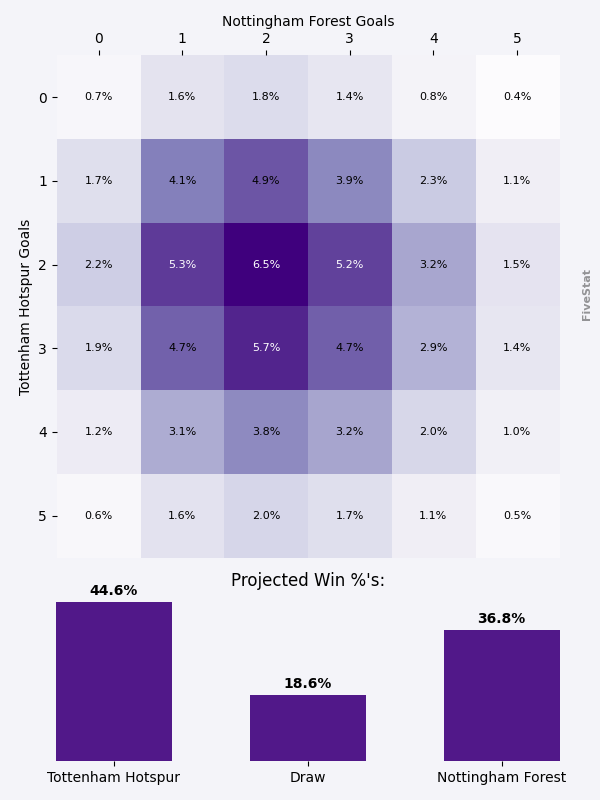 Nottingham Forest Goals
0 1 2 3 4 5
Tottenham Hotspur Goals
0 0.7% 1.6% 1.8% 1.4% 0.8% 0.4%
1 1.7% 4.1% 4.9% 3.9% 2.3% 1.1%
2 2.2% 5.3% 6.5% 5.2% 3.2% 1.5%
3 1.9% 4.7% 5.7% 4.7% 2.9% 1.4%
4 1.2% 3.1% 3.8% 3.2% 2.0% 1.0%
5 0.6% 1.6% 2.0% 1.7% 1.1% 0.5%
FiveStat
Projected Win %'s:
44.6% 18.6% 36.8%
Tottenham Hotspur Draw Nottingham Forest